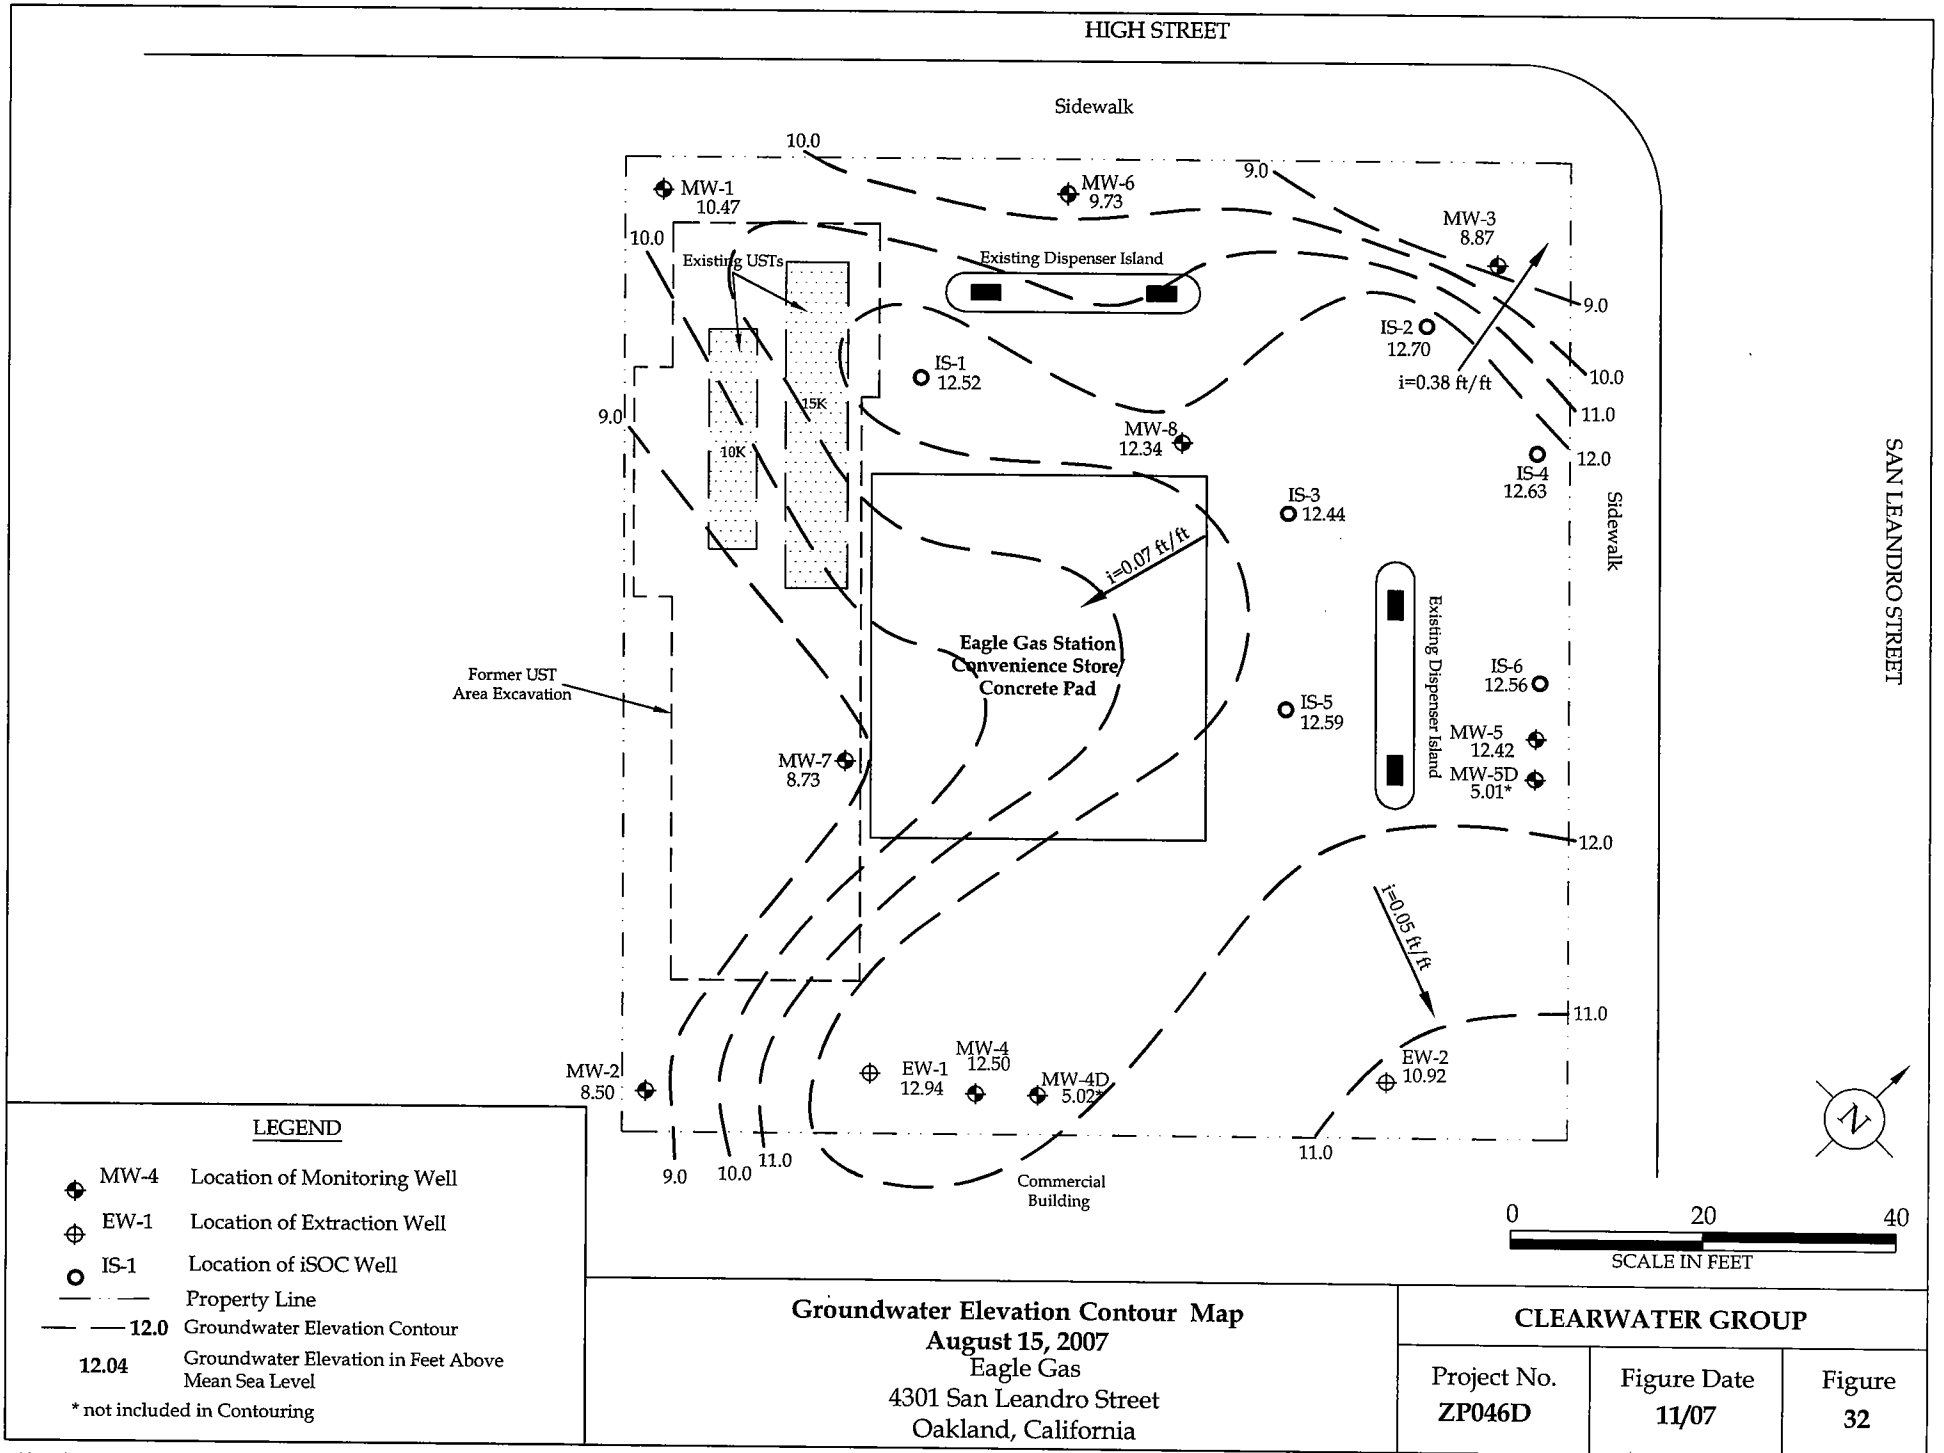 HIGH STREET
Sidewalk
10.0
9.0
MW-1
10.47
MW-6
9.73
MW-3
8.87
10.0
Existing USTs
Existing Dispenser Island
9.0
IS-2
12.70
IS-1
12.52
i=0.38 ft/ft
10.0
15K
11.0
9.0
MW-8
12.34
10K
12.0
IS-4
12.63
IS-3
12.44
Sidewalk
SAN LEANDRO STREET
i=0.07 ft/ft
Eagle Gas Station
Convenience Store/
Concrete Pad
Existing Dispenser Island
Former UST
Area Excavation
IS-6
12.56
IS-5
12.59
MW-5
12.42
MW-7
8.73
MW-5D
5.01*
12.0
i=0.05 ft/ft
11.0
MW-2
8.50
EW-1
12.94
MW-4
12.50
MW-4D
5.02*
EW-2
10.92
9.0
10.0
11.0
11.0
Commercial
Building
N
0 20 40
SCALE IN FEET
LEGEND
MW-4 Location of Monitoring Well
EW-1 Location of Extraction Well
IS-1 Location of iSOC Well
Property Line
12.0 Groundwater Elevation Contour
12.04 Groundwater Elevation in Feet Above
Mean Sea Level
* not included in Contouring
Groundwater Elevation Contour Map
August 15, 2007
Eagle Gas
4301 San Leandro Street
Oakland, California
CLEARWATER GROUP
Project No.
ZP046D
Figure Date
11/07
Figure
32